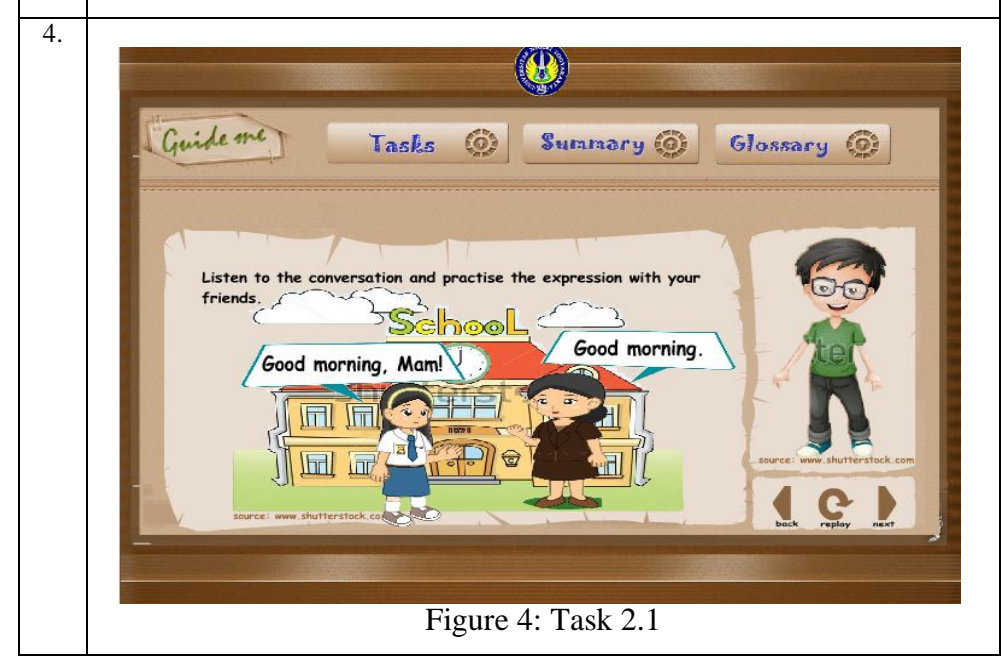 4.
Guide me
Tasks
Summary
Glossary
Listen to the conversation and practise the expression with your
friends.
SchooL
Good morning, Mam!
Good morning.
source: www.shutterstock.com
source: www.shutterstock.co
back
replay
next
Figure 4: Task 2.1